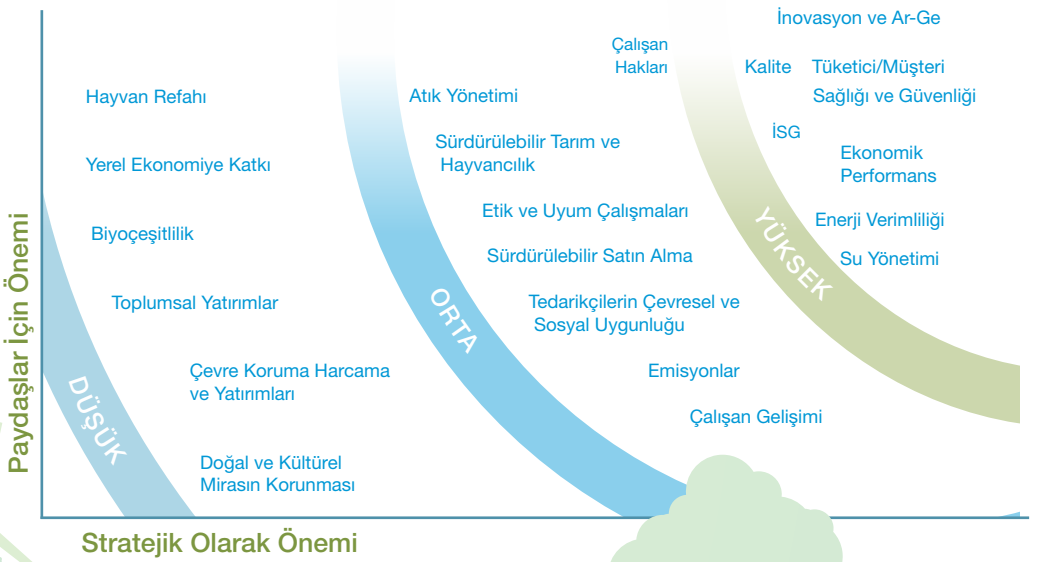 İnovasyon ve Ar-Ge
Çalışan
Hakları
Kalite
Tüketici/Müşteri
Sağlığı ve Güvenliği
Hayvan Refahı
Atık Yönetimi
İSG
Sürdürülebilir Tarım ve
Hayvancılık
Ekonomik
Performans
Yerel Ekonomiye Katkı
Etik ve Uyum Çalışmaları
Enerji Verimliliği
Biyoçeşitlilik
YÜKSEK
Sürdürülebilir Satın Alma
Su Yönetimi
Toplumsal Yatırımlar
ORTA
Tedarikçilerin Çevresel ve
Sosyal Uygunluğu
Çevre Koruma Harcama
ve Yatırımları
Emisyonlar
DÜŞÜK
Çalışan Gelişimi
Doğal ve Kültürel
Mirasın Korunması
Paydaşlar İçin Önemi
Stratejik Olarak Önemi